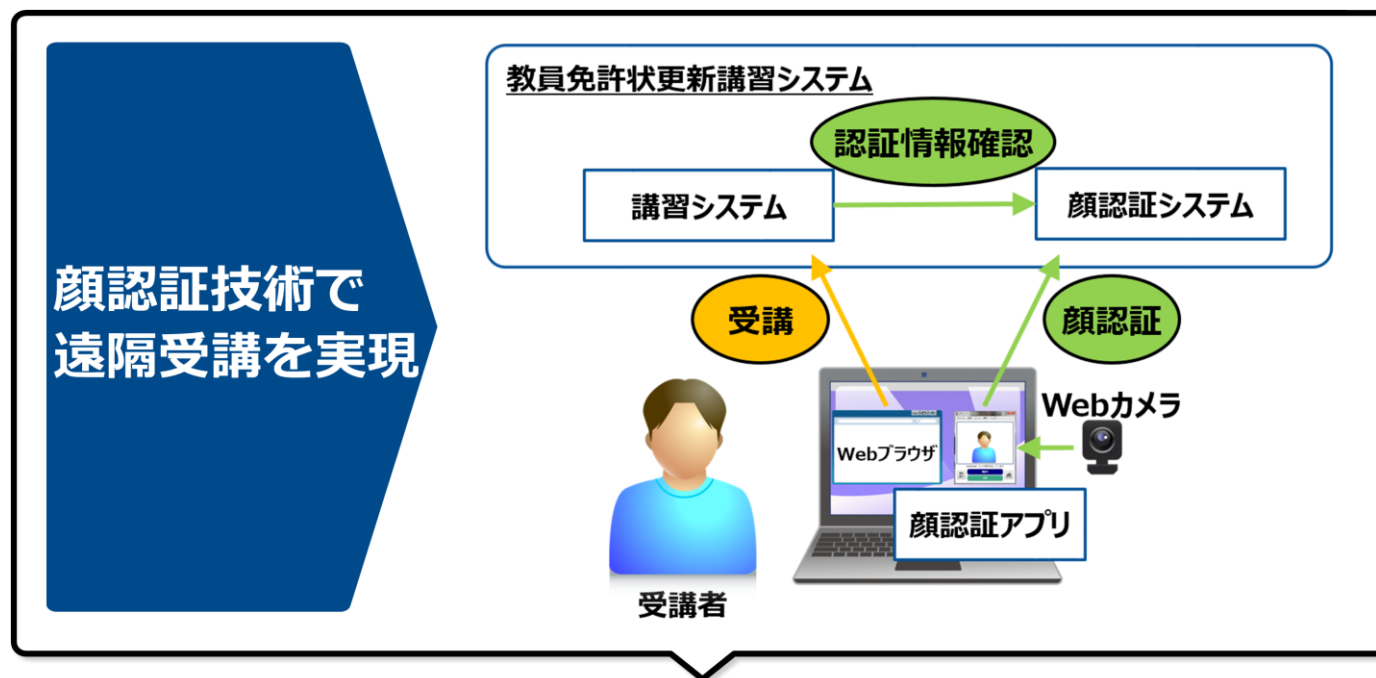 顔認証技術で
遠隔受講を実現
教員免許状更新講習システム
認証情報確認
講習システム
顔認証システム
受講
顔認証
Webカメラ
Webブラウザ
顔認証アプリ
受講者